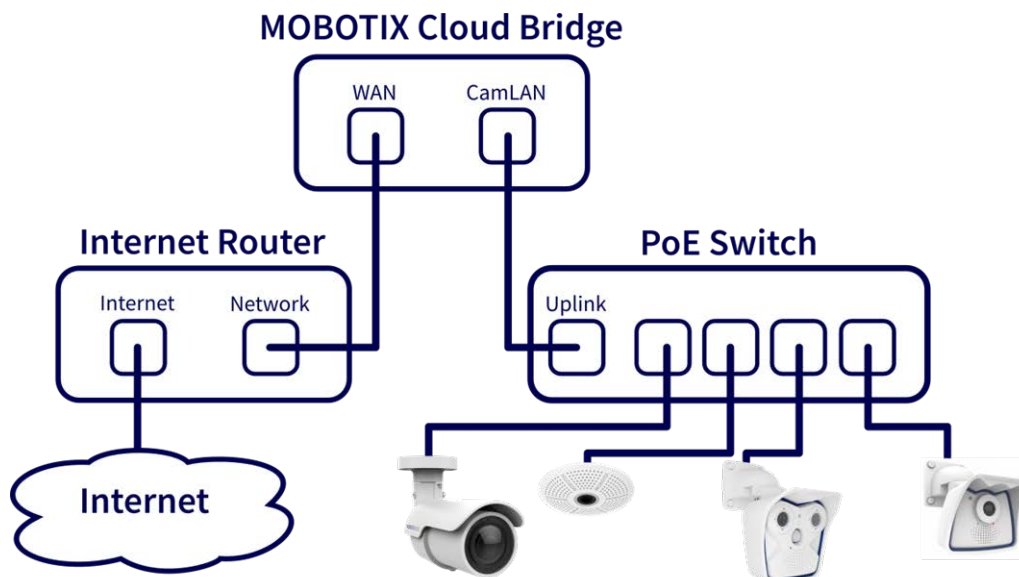 MOBOTIX Cloud Bridge
WAN
CamLAN
Internet Router
Internet
Network
PoE Switch
Uplink
Internet